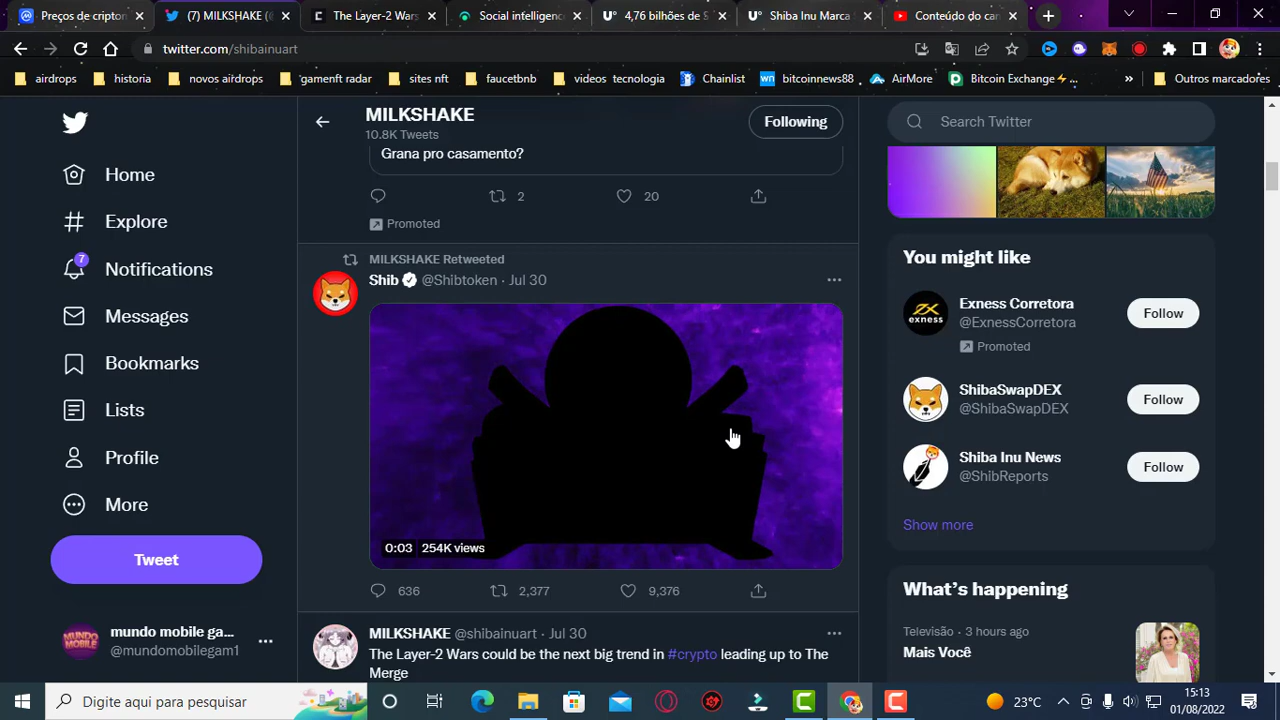 Preços de cripto
(7) MILKSHAKE (
The Layer-2 Wars
Social intelligence
4,76 bilhões de S
Shiba Inu Marca
Conteúdo do can
twitter.com/shibainuart
airdrops
historia
novos airdrops
'gamenft radar
sites nft
faucetbnb
videos tecnologia
Chainlist
wn bitcoinnews88
AirMore
Bitcoin Exchange
»
Outros marcadores
MILKSHAKE
10.8K Tweets
Following
Search Twitter
Home
Explore
7
Notifications
Messages
Bookmarks
Lists
Profile
More
Tweet
mundo mobile ga...
@mundomobilegam1
MUNDO
MOBILE
Grana pro casamento?
2
20
Promoted
MILKSHAKE Retweeted
Shib @Shibtoken · Jul 30
0:03 254K views
636
2,377
9,376
MILKSHAKE @shibainuart · Jul 30
The Layer-2 Wars could be the next big trend in #crypto leading up to The
Merge
You might like
exness
Exness Corretora
@ExnessCorretora
Promoted
Follow
ShibaSwapDEX
@ShibaSwapDEX
Follow
Shiba Inu News
@ShibReports
Follow
Show more
What's happening
Televisão · 3 hours ago
Mais Você
Digite aqui para pesquisar
23°C
15:13
01/08/2022